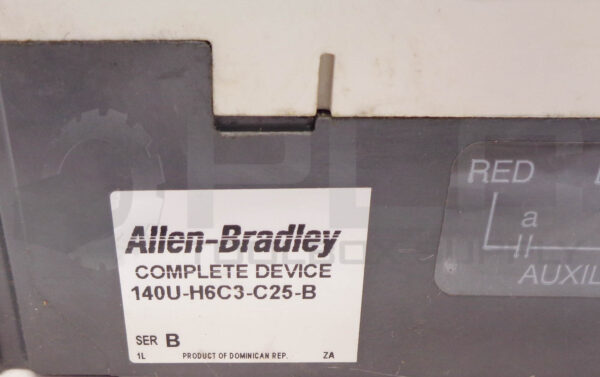 RED
a
AUXIL
Allen-Bradley
COMPLETE DEVICE
140U-H6C3-C25-B
SER B
1L PRODUCT OF DOMINICAN REP. ZA